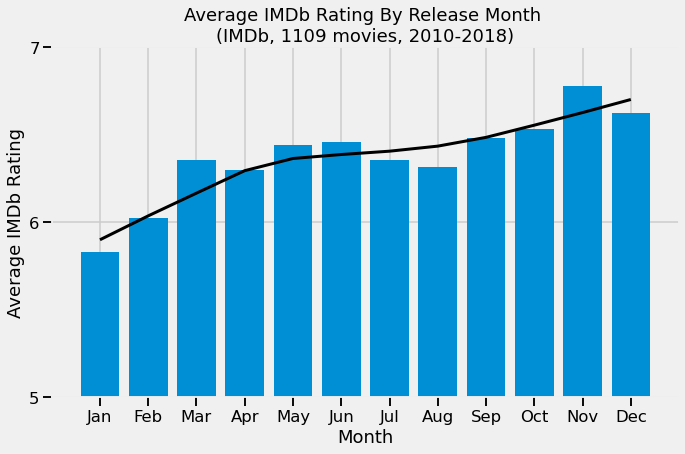 Average IMDb Rating By Release Month
(IMDb, 1109 movies, 2010-2018)
7
6
5
Average IMDb Rating
Jan Feb Mar Apr May Jun Jul Aug Sep Oct Nov Dec
Month